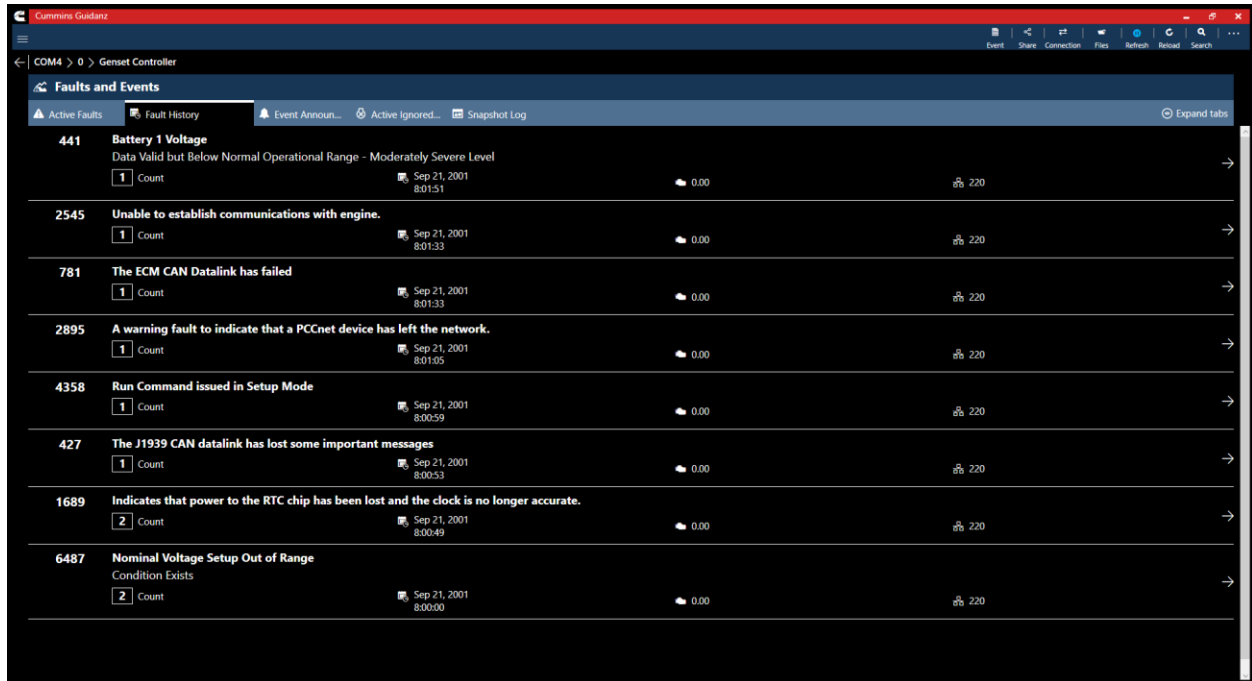 Cummins Guidanz
Event Share Connection Files Refresh Reload Search
COM4 > 0 > Genset Controller
Faults and Events
Active Faults Fault History Event Announ... Active Ignored... Snapshot Log Expand tabs
441 Battery 1 Voltage
Data Valid but Below Normal Operational Range - Moderately Severe Level
1 Count Sep 21, 2001 0.00 220
8:01:51
2545 Unable to establish communications with engine.
1 Count Sep 21, 2001 0.00 220
8:01:33
781 The ECM CAN Datalink has failed
1 Count Sep 21, 2001 0.00 220
8:01:33
2895 A warning fault to indicate that a PCCnet device has left the network.
1 Count Sep 21, 2001 0.00 220
8:01:05
4358 Run Command issued in Setup Mode
1 Count Sep 21, 2001 0.00 220
8:00:59
427 The J1939 CAN datalink has lost some important messages
1 Count Sep 21, 2001 0.00 220
8:00:53
1689 Indicates that power to the RTC chip has been lost and the clock is no longer accurate.
2 Count Sep 21, 2001 0.00 220
8:00:49
6487 Nominal Voltage Setup Out of Range
Condition Exists
2 Count Sep 21, 2001 0.00 220
8:00:00